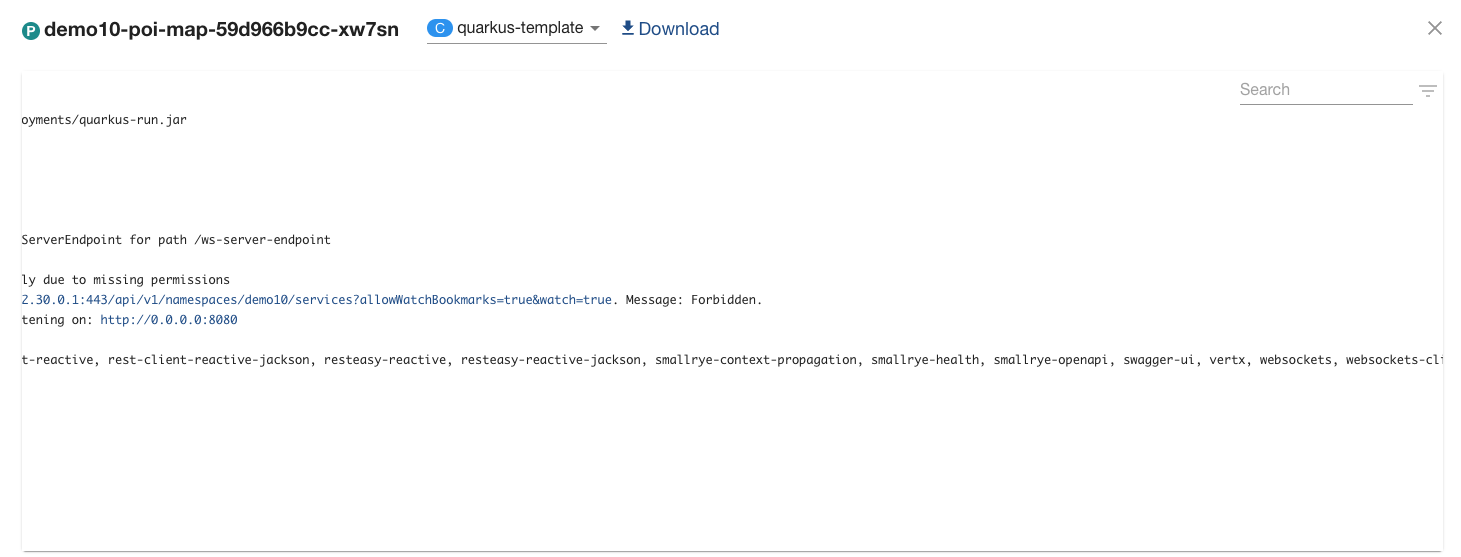 P demo10-poi-map-59d966b9cc-xw7sn C quarkus-template Download
Search
oyments/quarkus-run.jar
ServerEndpoint for path /ws-server-endpoint
ly due to missing permissions
2.30.0.1:443/api/v1/namespaces/demo10/services?allowWatchBookmarks=true&watch=true. Message: Forbidden.
tening on: http://0.0.0.0:8080
t-reactive, rest-client-reactive-jackson, resteasy-reactive, resteasy-reactive-jackson, smallrye-context-propagation, smallrye-health, smallrye-openapi, swagger-ui, vertx, websockets, websockets-cli